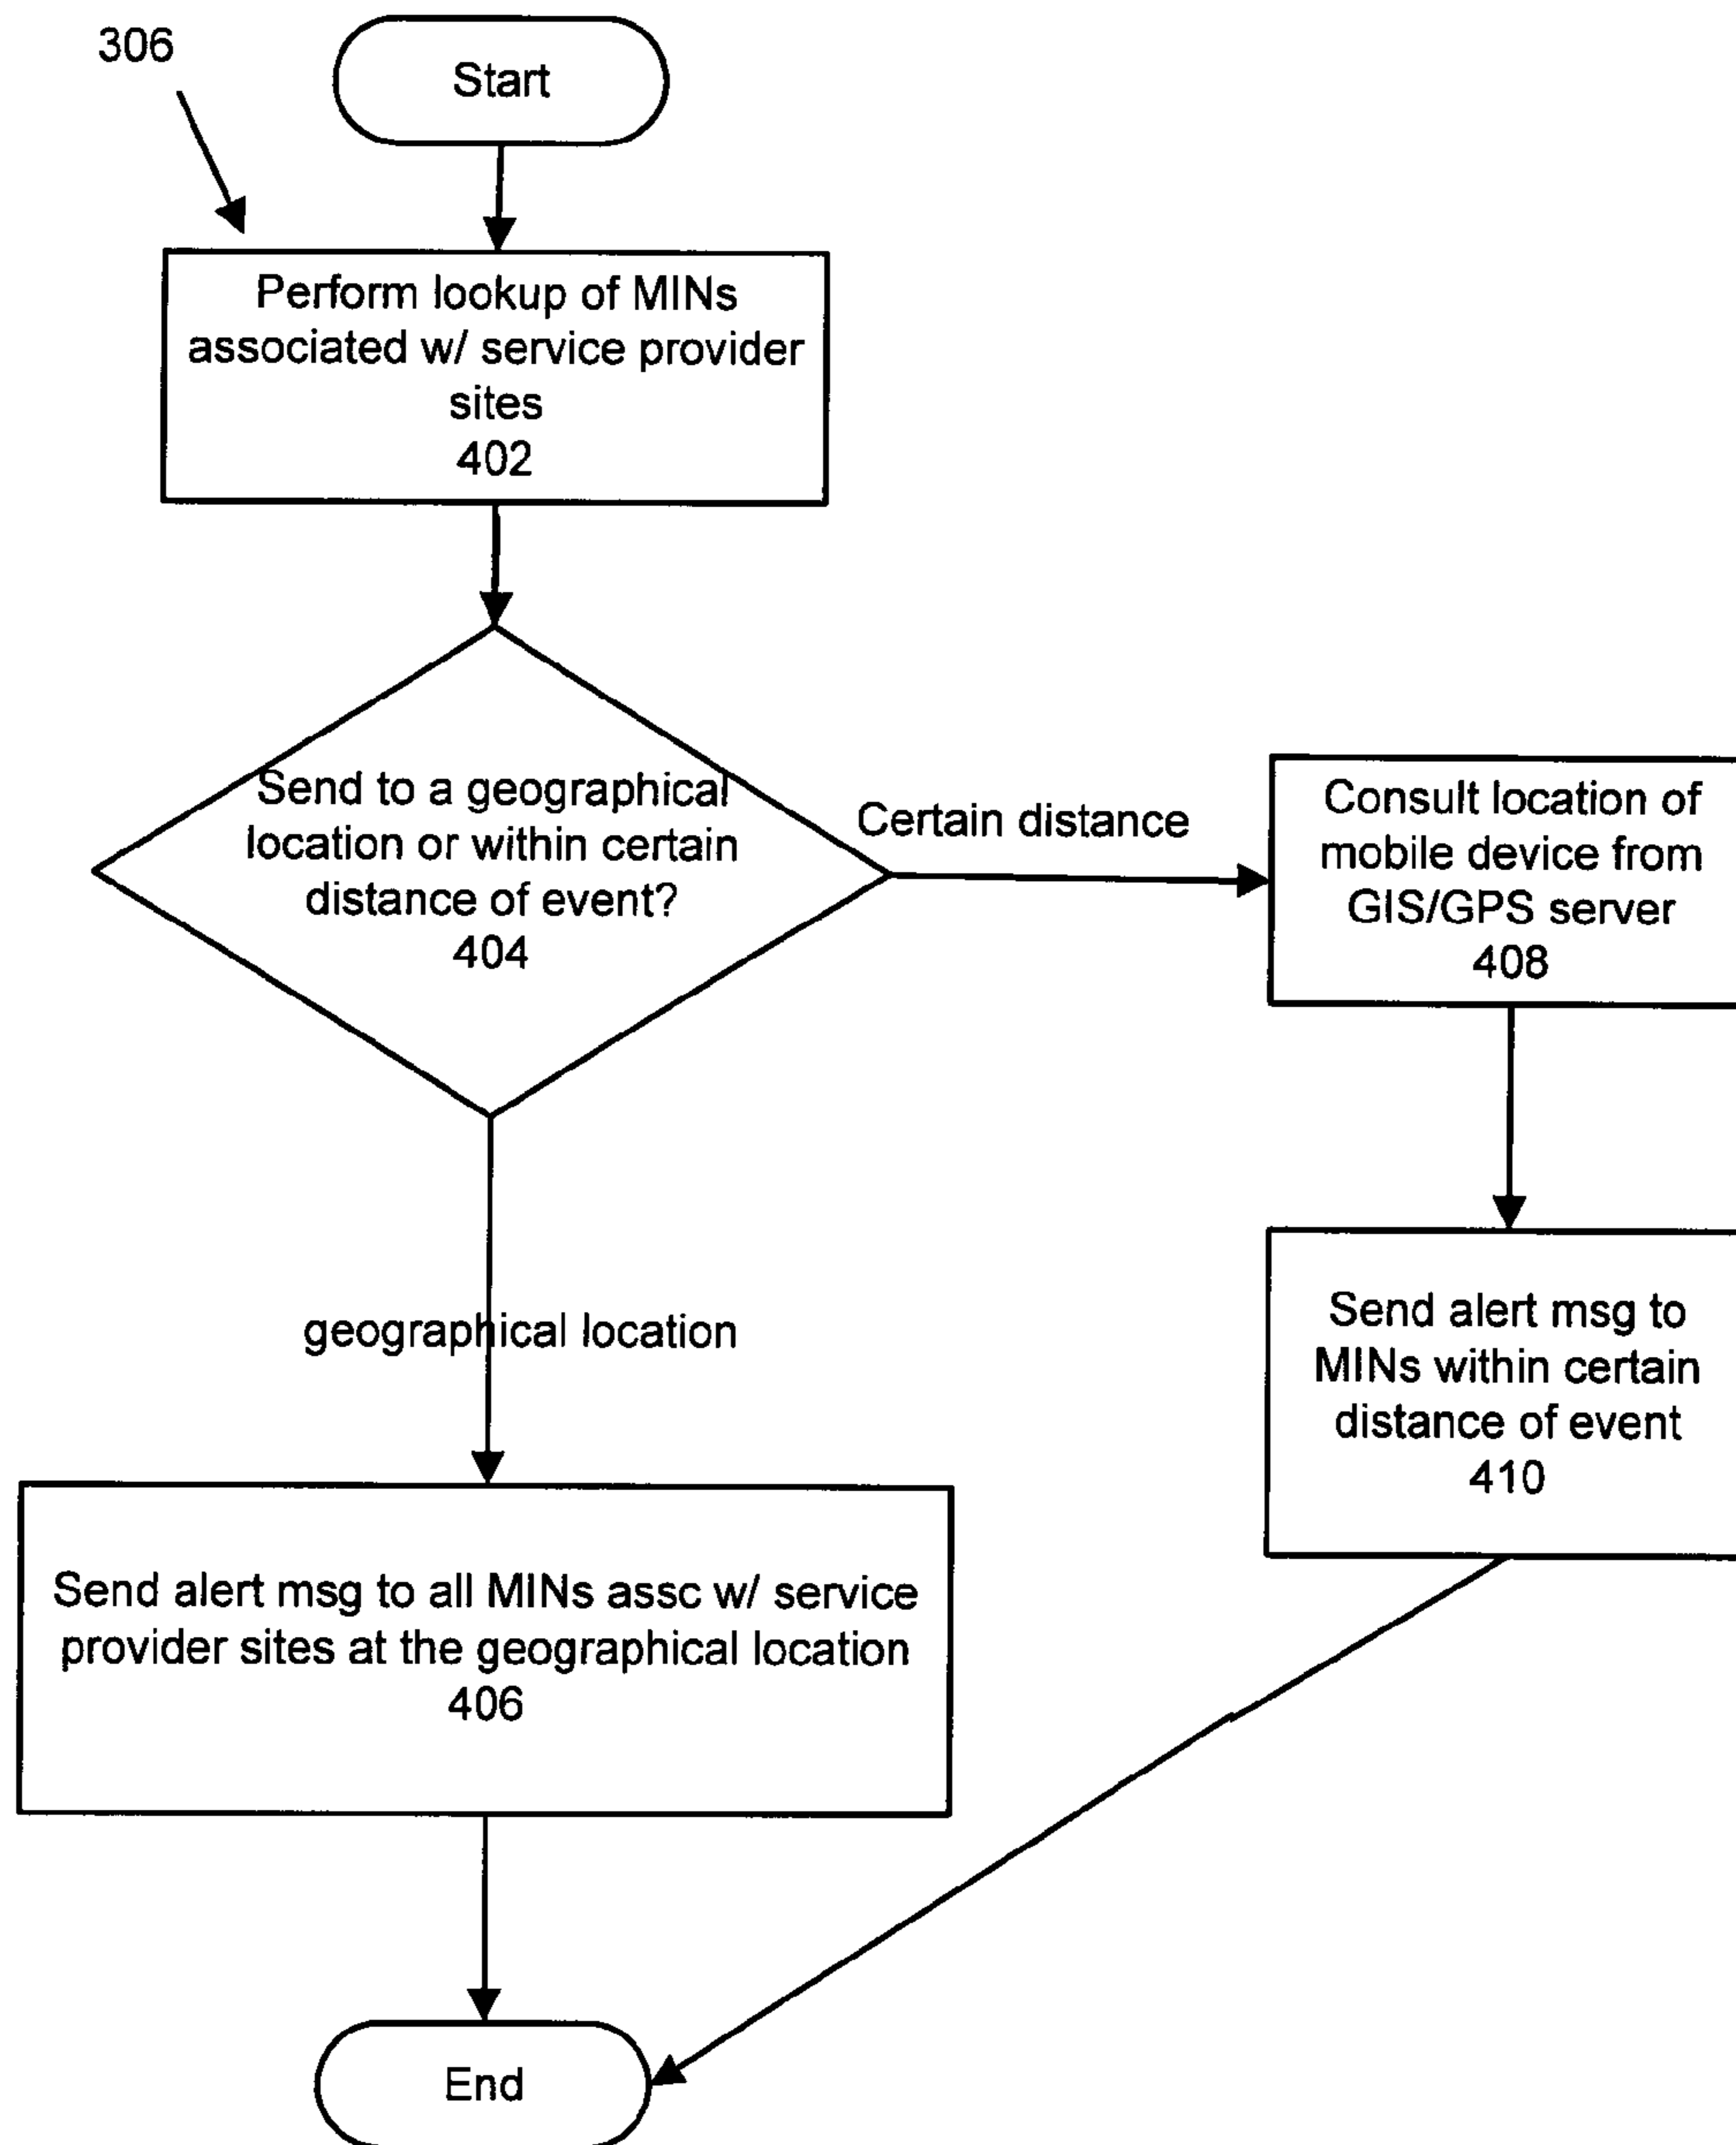 306
Start
Perform lookup of MINs
associated w/ service provider
sites
402
Send to a geographical
location or within certain
distance of event?
404
Certain distance
Consult location of
mobile device from
GIS/GPS server
408
geographical location
Send alert msg to
MINs within certain
distance of event
410
Send alert msg to all MINs assc w/ service
provider sites at the geographical location
406
End